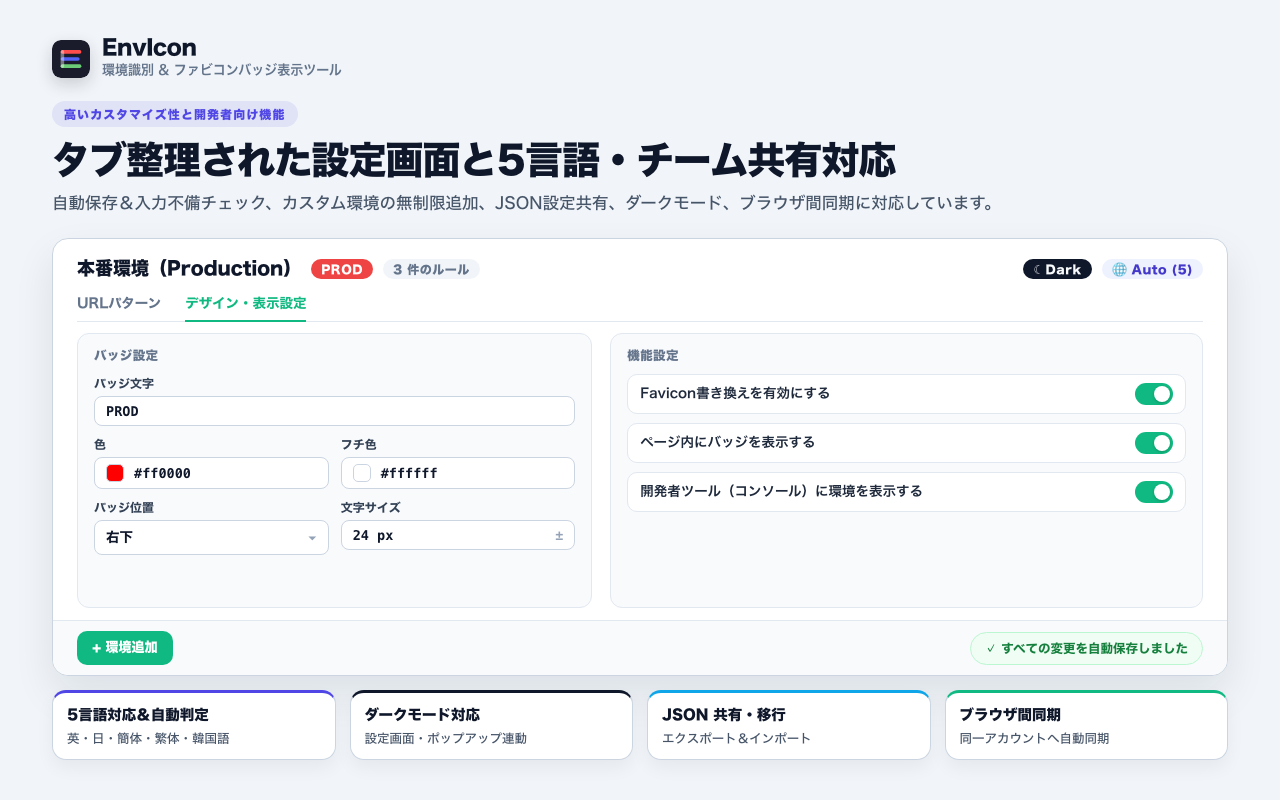 EnvIcon
環境識別 & ファビコンバッジ表示ツール
高いカスタマイズ性と開発者向け機能
タブ整理された設定画面と5言語・チーム共有対応
自動保存&入力不備チェック、カスタム環境の無制限追加、JSON設定共有、ダークモード、ブラウザ間同期に対応しています。
本番環境（Production） PROD 3 件のルール ☾ Dark 🌐 Auto (5)
URLパターン デザイン・表示設定
バッジ設定
バッジ文字
PROD
色 フチ色
#ff0000 #ffffff
バッジ位置 文字サイズ
右下 24 px ±
機能設定
Favicon書き換えを有効にする
ページ内にバッジを表示する
開発者ツール（コンソール）に環境を表示する
+ 環境追加 ✓ すべての変更を自動保存しました
5言語対応&自動判定
英・日・簡体・繁体・韓国語
ダークモード対応
設定画面・ポップアップ連動
JSON 共有・移行
エクスポート&インポート
ブラウザ間同期
同一アカウントへ自動同期